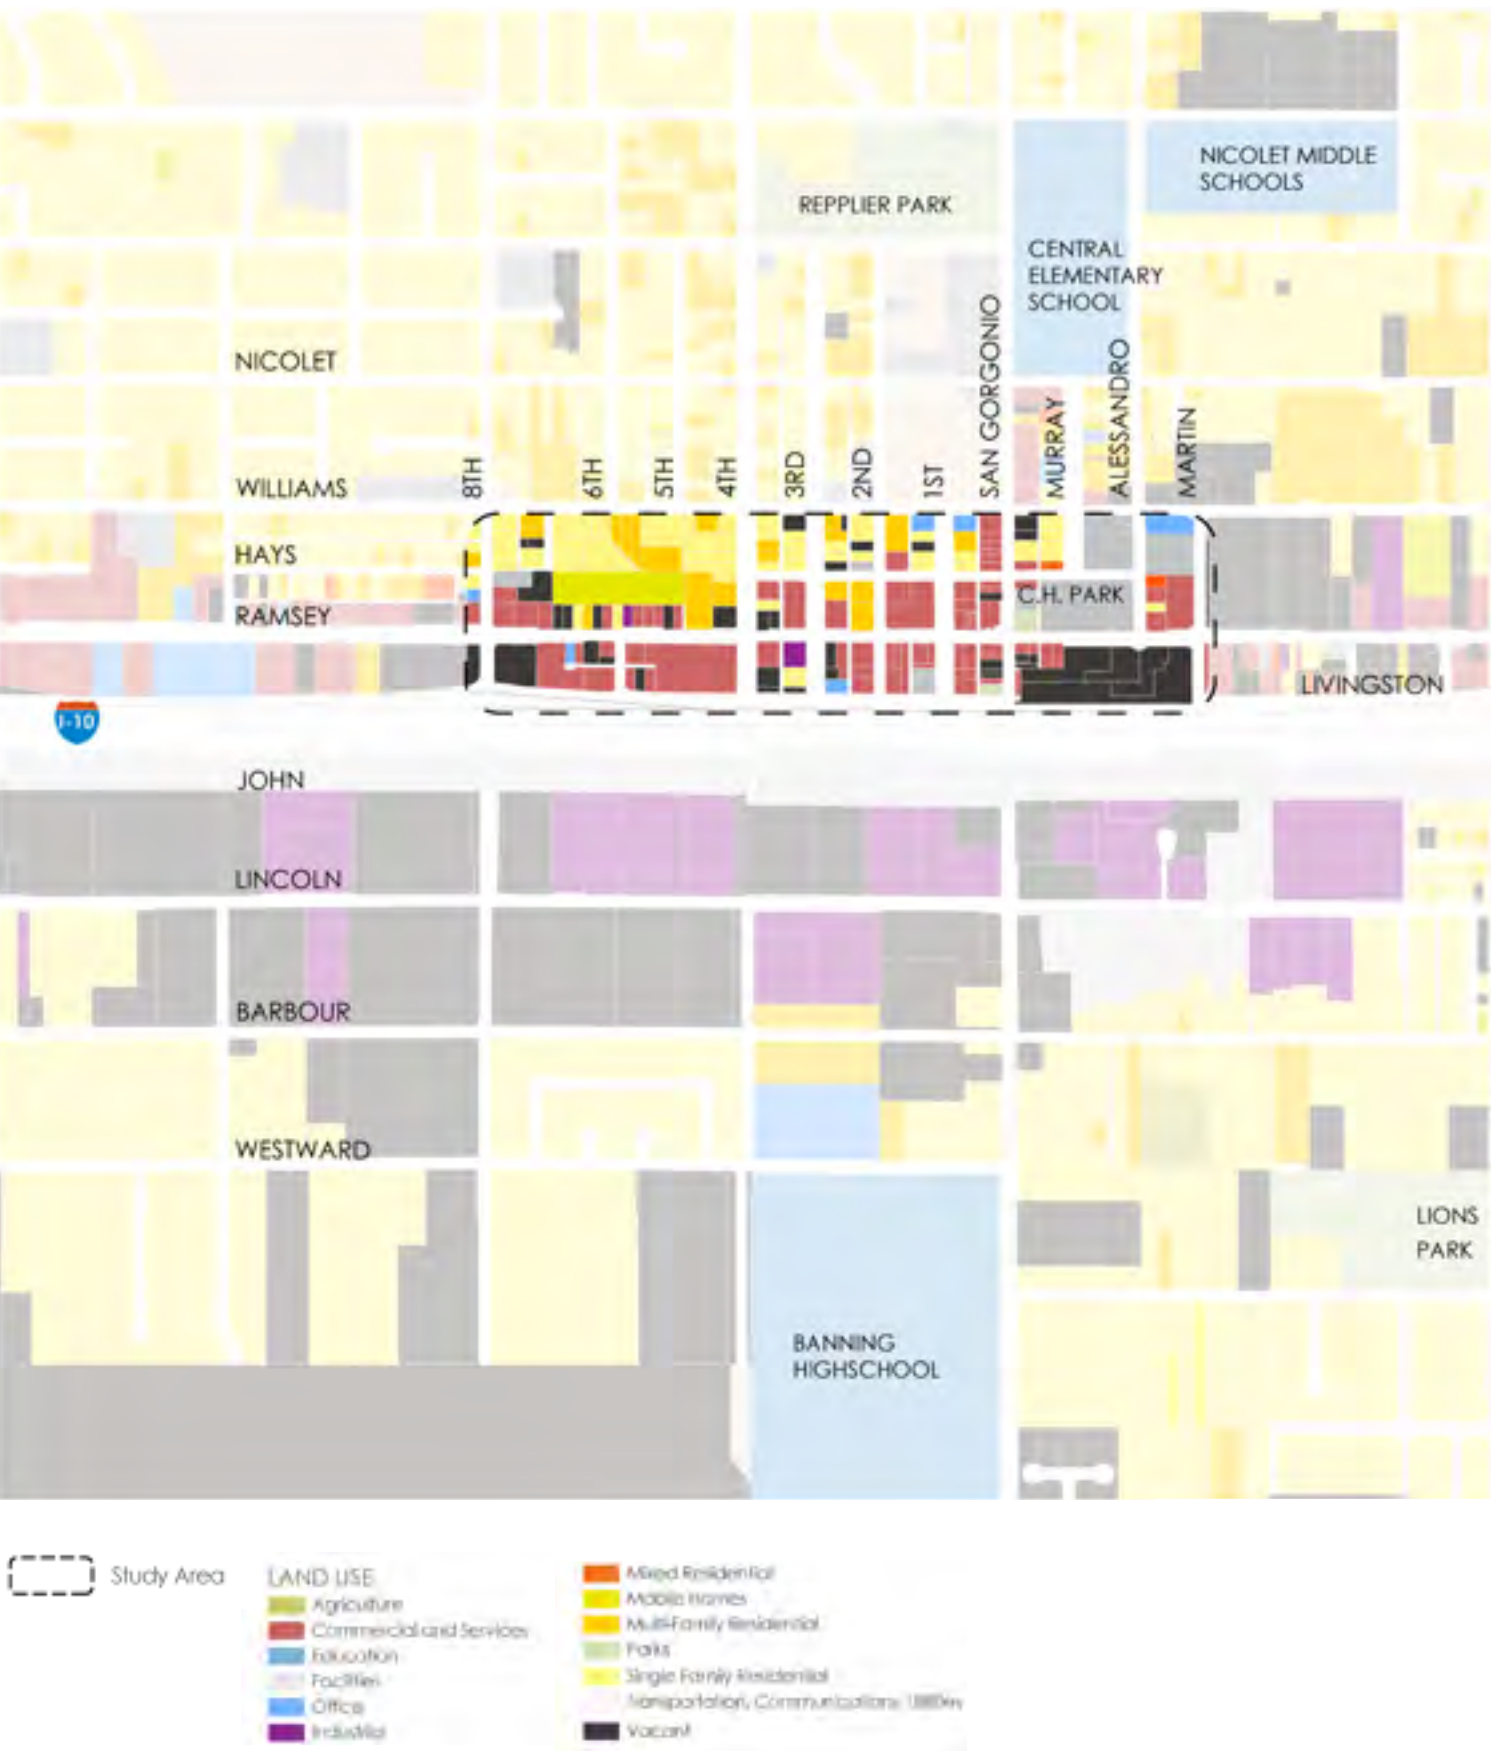 NICOLET MIDDLE
SCHOOLS
REPPLIER PARK
CENTRAL
ELEMENTARY
SCHOOL
NICOLET
SAN GORGONIO
ALESSANDRO
MURRAY
MARTIN
WILLIAMS
8TH
6TH
5TH
4TH
3RD
2ND
1ST
HAYS
RAMSEY
C.H. PARK
LIVINGSTON
I-10
JOHN
LINCOLN
BARBOUR
WESTWARD
LIONS
PARK
BANNING
HIGHSCHOOL
Study Area
LAND USE
Agriculture
Commercial and Services
Education
Facilities
Office
Industrial
Mixed Residential
Mobile Homes
Multi-Family Residential
Parks
Single Family Residential
Transportation, Communications,
Vacant